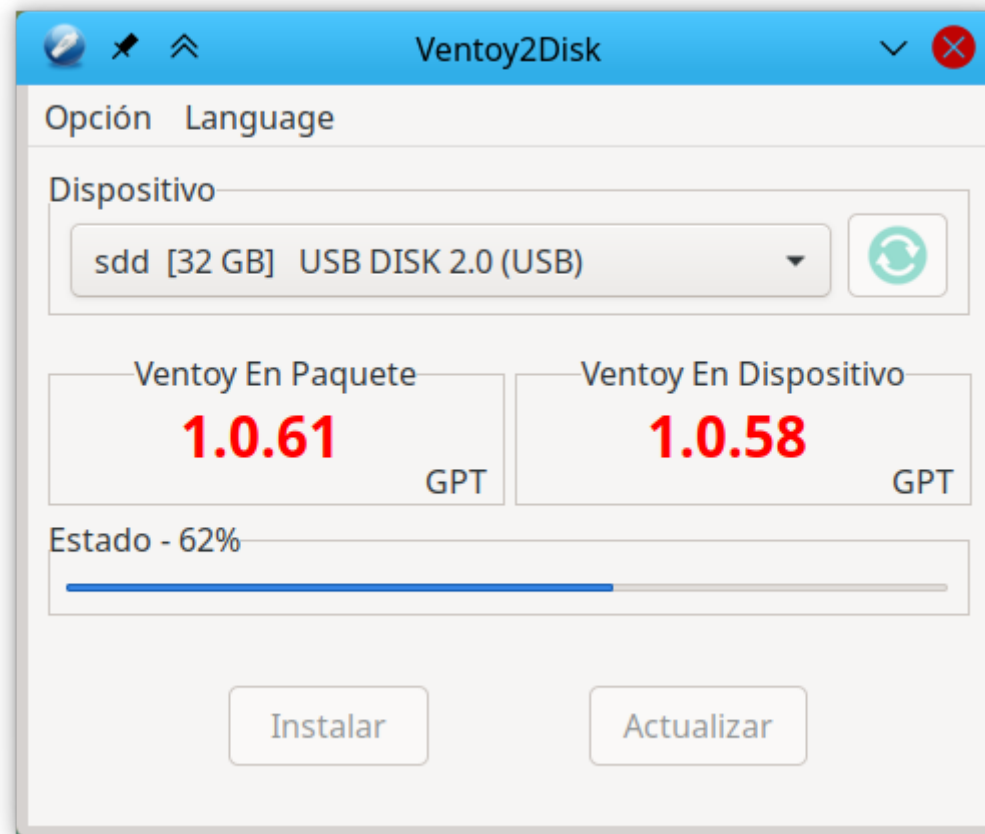 Ventoy2Disk
Opción Language
Dispositivo
sdd [32 GB] USB DISK 2.0 (USB)
Ventoy En Paquete
1.0.61
GPT
Ventoy En Dispositivo
1.0.58
GPT
Estado - 62%
Instalar Actualizar